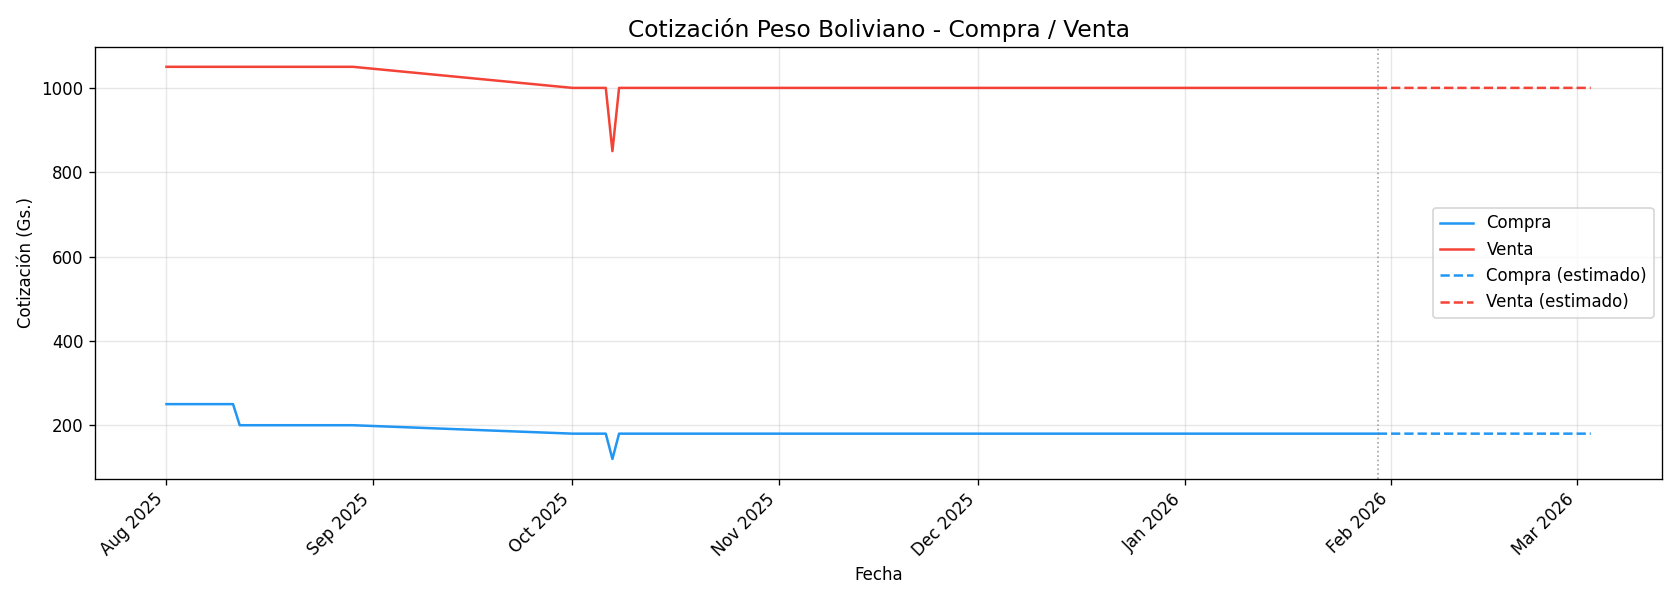 Cotización Peso Boliviano - Compra / Venta
Cotización (Gs.)
1000
800
600
400
200
Compra
Venta
Compra (estimado)
Venta (estimado)
Aug 2025
Sep 2025
Oct 2025
Nov 2025
Dec 2025
Jan 2026
Feb 2026
Mar 2026
Fecha